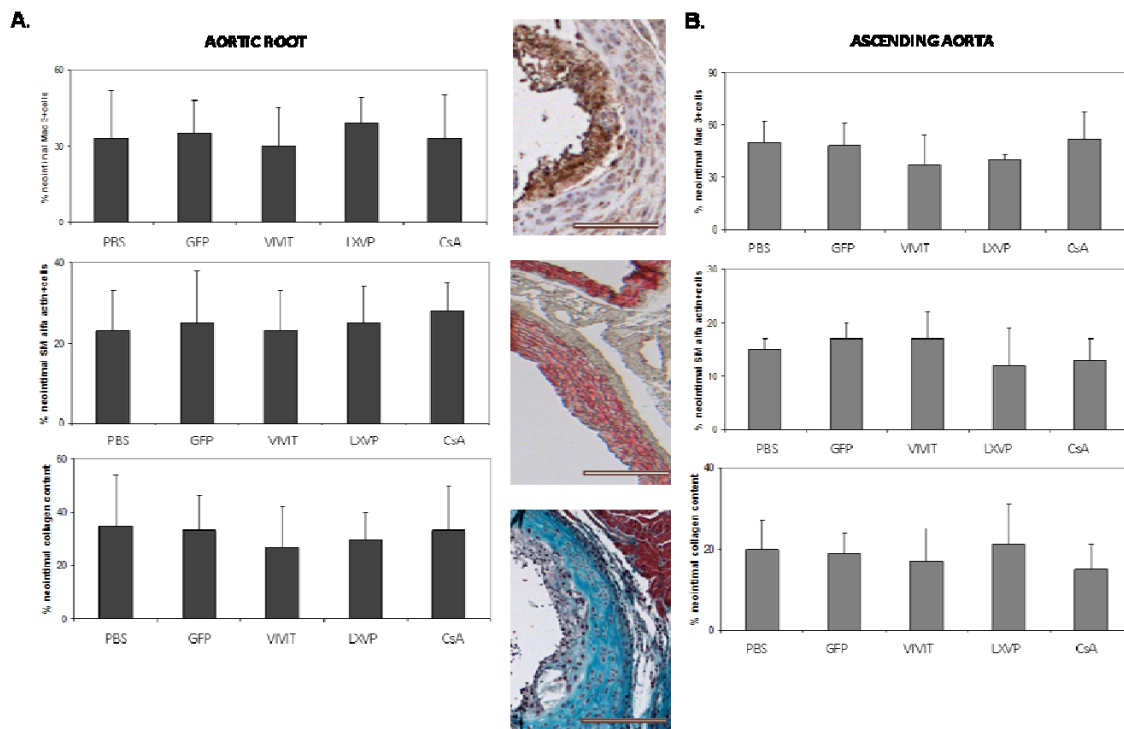 A.
AORTIC ROOT
% neointimal Mac 3+cells
60
30
0
PBS GFP VIVIT LXVP CsA
% neointimal SM alfa actin+cells
40
20
0
PBS GFP VIVIT LXVP CsA
% neointimal collagen content
60
40
20
0
PBS GFP VIVIT LXVP CsA
B.
ASCENDING AORTA
% neointimal Mac 3+cells
90
60
30
0
PBS GFP VIVIT LXVP CsA
% neointimal SM alfa actin+cells
30
20
10
0
PBS GFP VIVIT LXVP CsA
% neointimal collagen content
40
20
0
PBS GFP VIVIT LXVP CsA